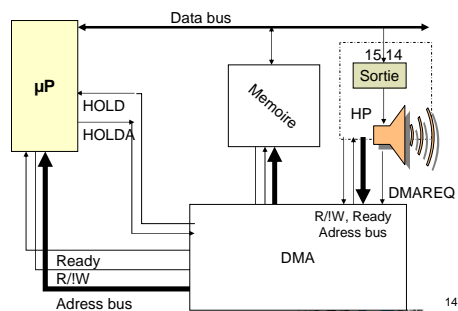 Data bus
15,14
Sortie
µP
Memoire
HOLD
HP
HOLDA
DMAREQ
R/!W, Ready
Adress bus
DMA
Ready
R/!W
Adress bus
14